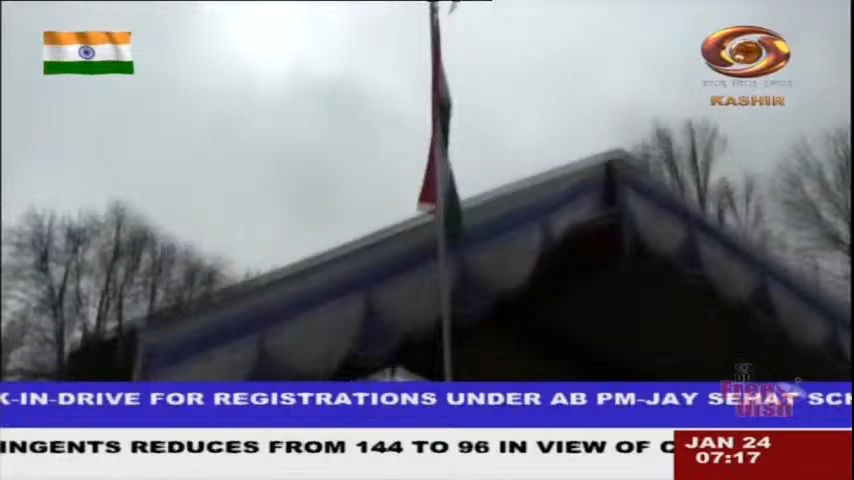 KASHIR
K-IN-DRIVE FOR REGISTRATIONS UNDER AB PM-JAY SEHAT SCH
INGENTS REDUCES FROM 144 TO 96 IN VIEW OF C
JAN 24
07:17